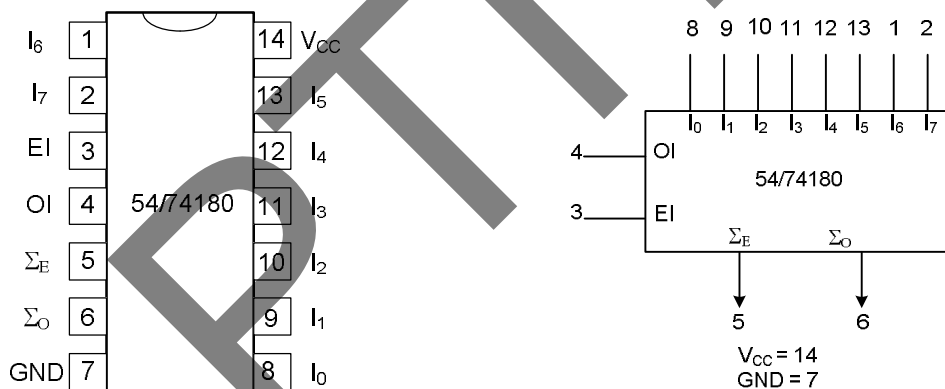 I6 1 14 VCC
I7 2 13 I5
EI 3 12 I4
OI 4 54/74180 11 I3
ΣE 5 10 I2
ΣO 6 9 I1
GND 7 8 I0
8 9 10 11 12 13 1 2
I0 I1 I2 I3 I4 I5 I6 I7
4 OI
54/74180
3 EI
ΣE ΣO
5 6
VCC = 14
GND = 7